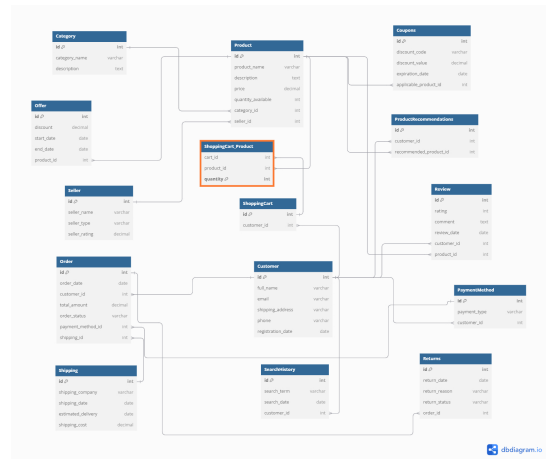 Category
id int
category_name varchar
description text
Product
id int
product_name varchar
description text
price decimal
quantity_available int
category_id int
seller_id int
Coupons
id int
discount_code varchar
discount_value decimal
expiration_date date
applicable_product_id int
Offer
id int
discount decimal
start_date date
end_date date
product_id int
ProductRecommendations
customer_id int
recommended_product_id int
ShoppingCart_Product
cart_id int
product_id int
quantity int
Seller
id int
seller_name varchar
seller_type varchar
seller_rating decimal
ShoppingCart
id int
customer_id int
Review
id int
rating int
comment text
review_date date
customer_id int
product_id int
Order
id int
order_date date
customer_id int
total_amount decimal
order_status varchar
payment_method_id int
shipping_id int
Customer
id int
full_name varchar
email varchar
shipping_address varchar
phone varchar
registration_date date
PaymentMethod
id int
payment_type varchar
customer_id int
Shipping
id int
shipping_company varchar
shipping_date date
estimated_delivery date
shipping_cost decimal
SearchHistory
id int
search_term varchar
search_date date
customer_id int
Returns
id int
return_date date
return_reason varchar
return_status varchar
order_id int
dbdiagram.io